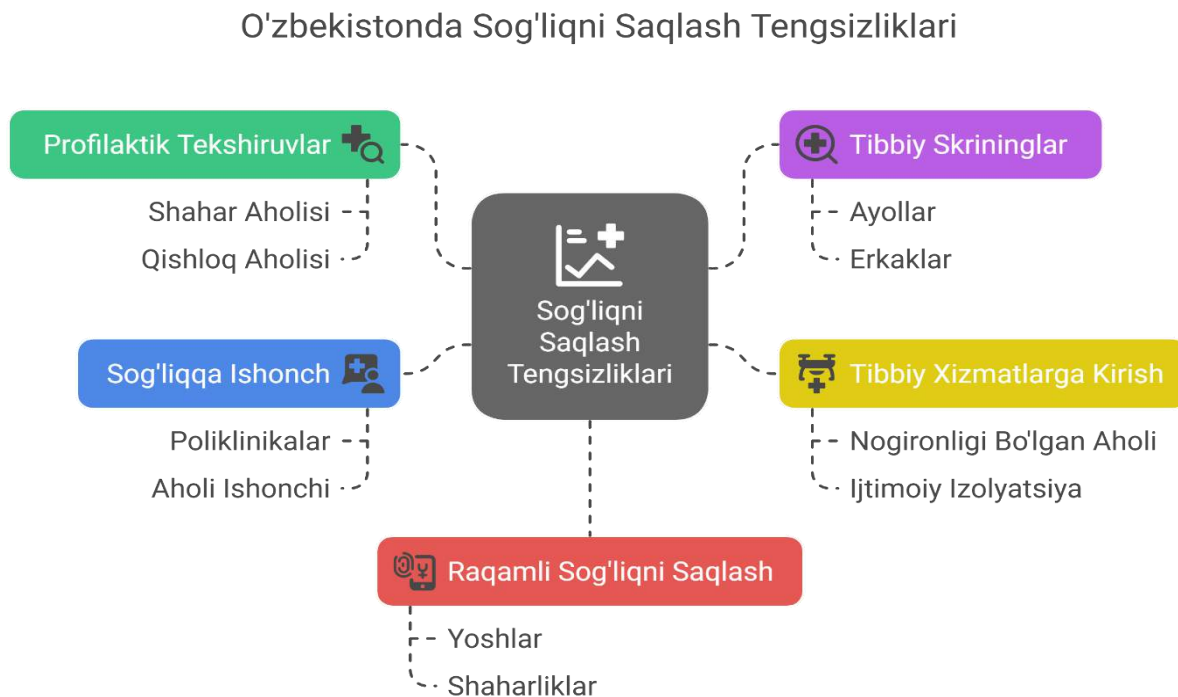 O'zbekistonda Sog'liqni Saqlash Tengsizliklari
Profilaktik Tekshiruvlar
Shahar Aholisi
Qishloq Aholisi
Sog'liqqa Ishonch
Poliklinikalar
Aholi Ishonchi
Sog'liqni
Saqlash
Tengsizliklari
Tibbiy Skrininglar
Ayollar
Erkaklar
Tibbiy Xizmatlarga Kirish
Nogironligi Bo'lgan Aholi
Ijtimoiy Izolyatsiya
Raqamli Sog'liqni Saqlash
Yoshlar
Shaharliklar